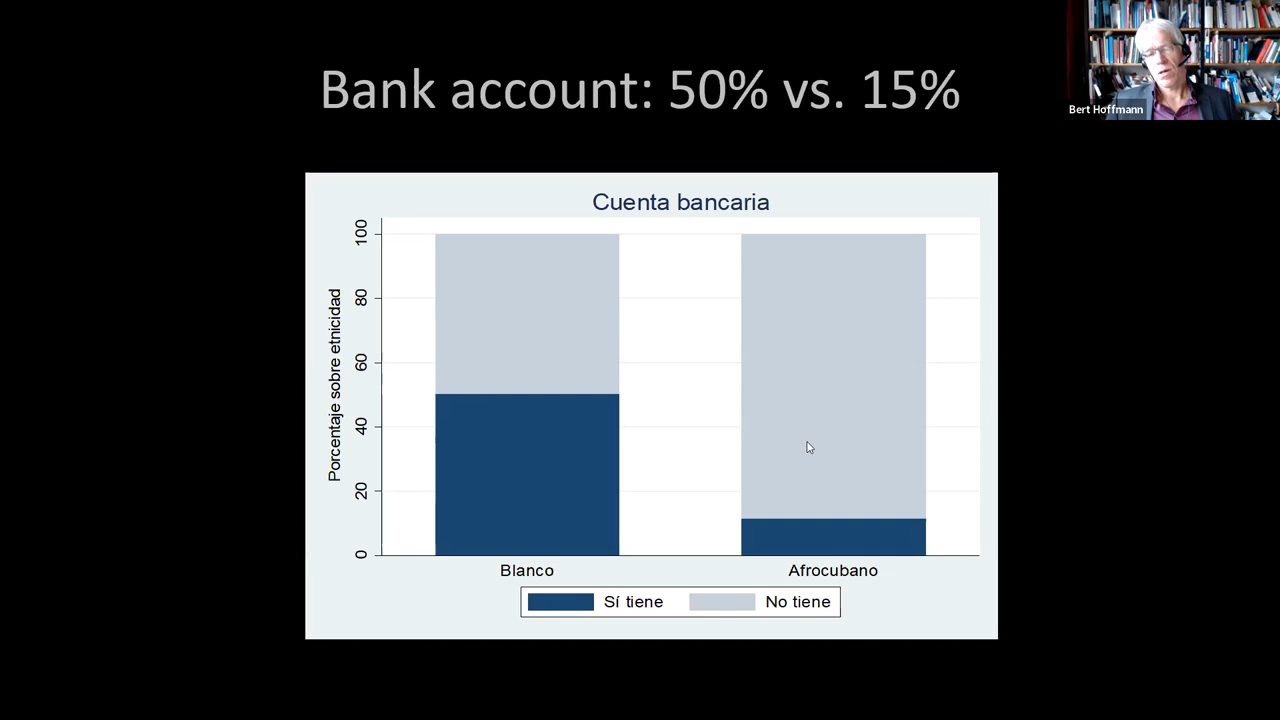 Bank account: 50% vs. 15%
Bert Hoffmann
Cuenta bancaria
Porcentaje sobre etnicidad
100
80
60
40
20
0
Blanco Afrocubano
Sí tiene No tiene